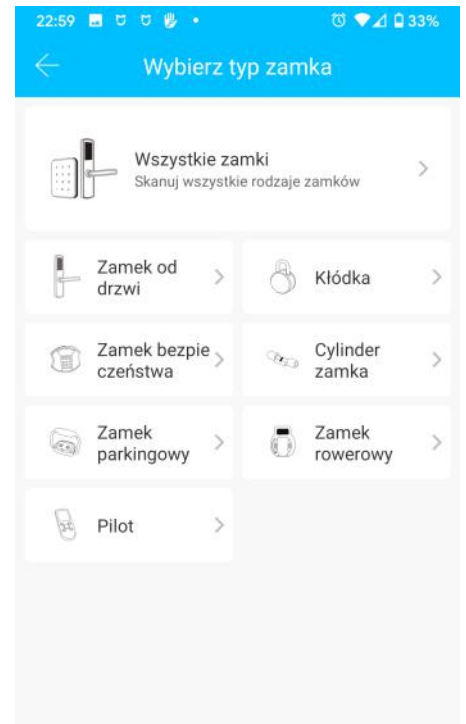 22:59 33%
Wybierz typ zamka
Wszystkie zamki
Skanuj wszystkie rodzaje zamków
Zamek od
drzwi
Kłódka
Zamek bezpie
czeństwa
Cylinder
zamka
Zamek
parkingowy
Zamek
rowerowy
Pilot